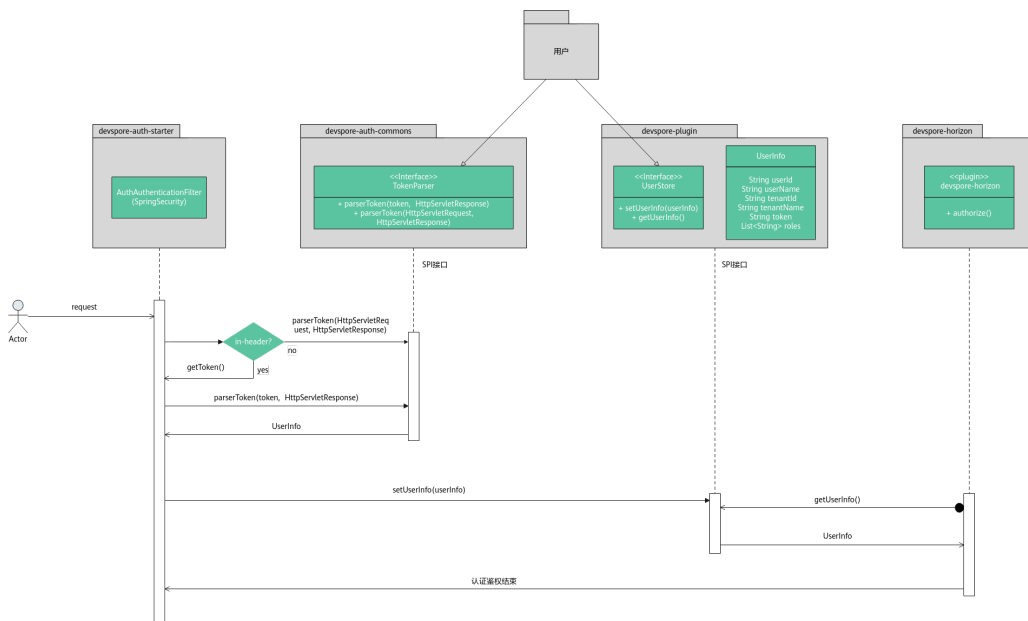 用户
devspore-auth-starter
AuthAuthenticationFilter
(SpringSecurity)
devspore-auth-commons
<<Interface>>
TokenParser
+ parserToken(token, HttpServletResponse)
+ parserToken(HttpServletRequest,
HttpServletResponse)
devspore-plugin
<<Interface>>
UserStore
+ setUserInfo(userInfo)
+ getUserInfo()
UserInfo
String userId
String userName
String tenantId
String tenantName
String token
List<String> roles
devspore-horizon
<<plugin>>
devspore-horizon
+ authorize()
SPI接口
SPI接口
Actor
request
in-header?
parserToken(HttpServletReq
uest, HttpServletResponse)
no
getToken()
yes
parserToken(token, HttpServletResponse)
UserInfo
setUserInfo(userInfo)
getUserInfo()
UserInfo
认证鉴权结束